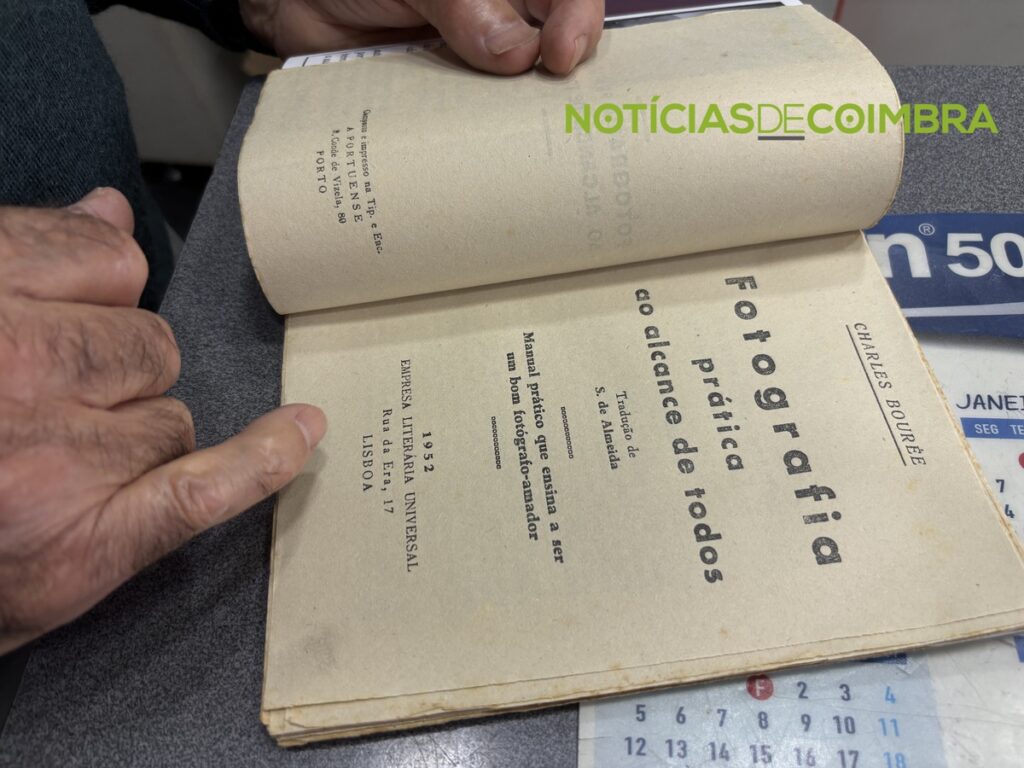 NOTÍCIASDECOIMBRA
Composto e impresso na Tip. e Enc.
A PORTUENSE
R. Conde de Vizela, 80
PORTO
CHARLES BOURÉE
Fotografia
prática
ao alcance de todos
Tradução de
S. de Almeida
Manual prático que ensina a ser
um bom fotógrafo-amador
1952
EMPRESA LITERÁRIA UNIVERSAL
Rua da Era, 17
LISBOA
n® 50
JANEI
SEG TE
7
4
F 2 3 4
5 6 7 8 9 10 11
12 13 14 15 16 17 18